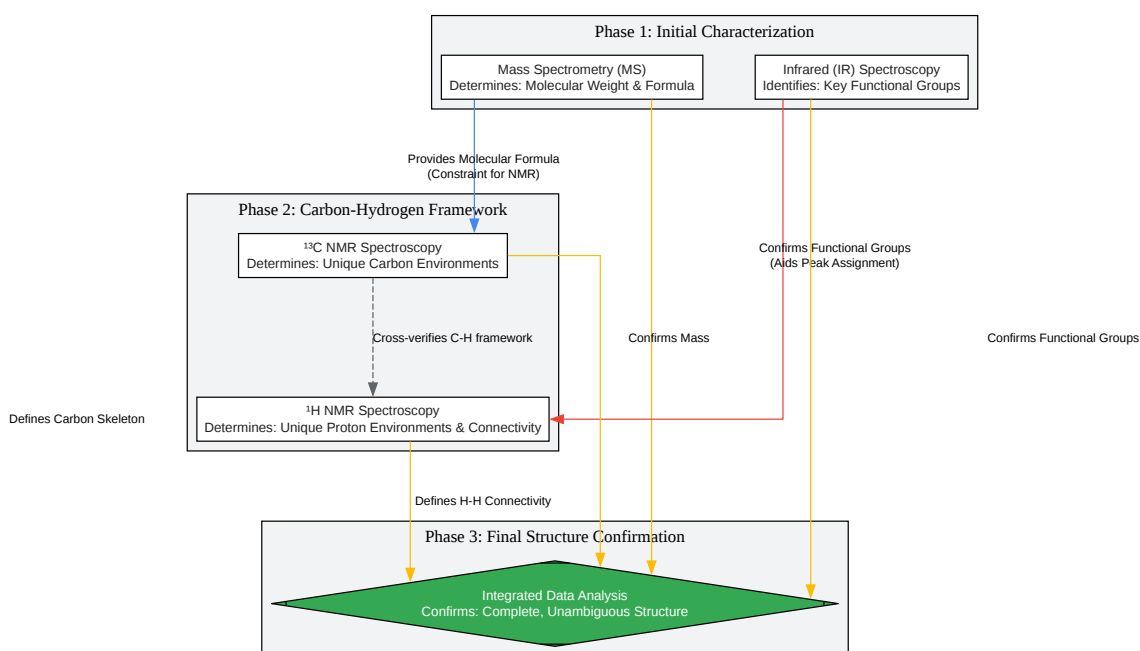 Phase 1: Initial Characterization
Mass Spectrometry (MS)
Determines: Molecular Weight & Formula
Infrared (IR) Spectroscopy
Identifies: Key Functional Groups
Provides Molecular Formula
(Constraint for NMR)
Phase 2: Carbon-Hydrogen Framework
¹³C NMR Spectroscopy
Determines: Unique Carbon Environments
Confirms Functional Groups
(Aids Peak Assignment)
Cross-verifies C-H framework
Confirms Mass
Confirms Functional Groups
Defines Carbon Skeleton
¹H NMR Spectroscopy
Determines: Unique Proton Environments & Connectivity
Defines H-H Connectivity
Phase 3: Final Structure Confirmation
Integrated Data Analysis
Confirms: Complete, Unambiguous Structure